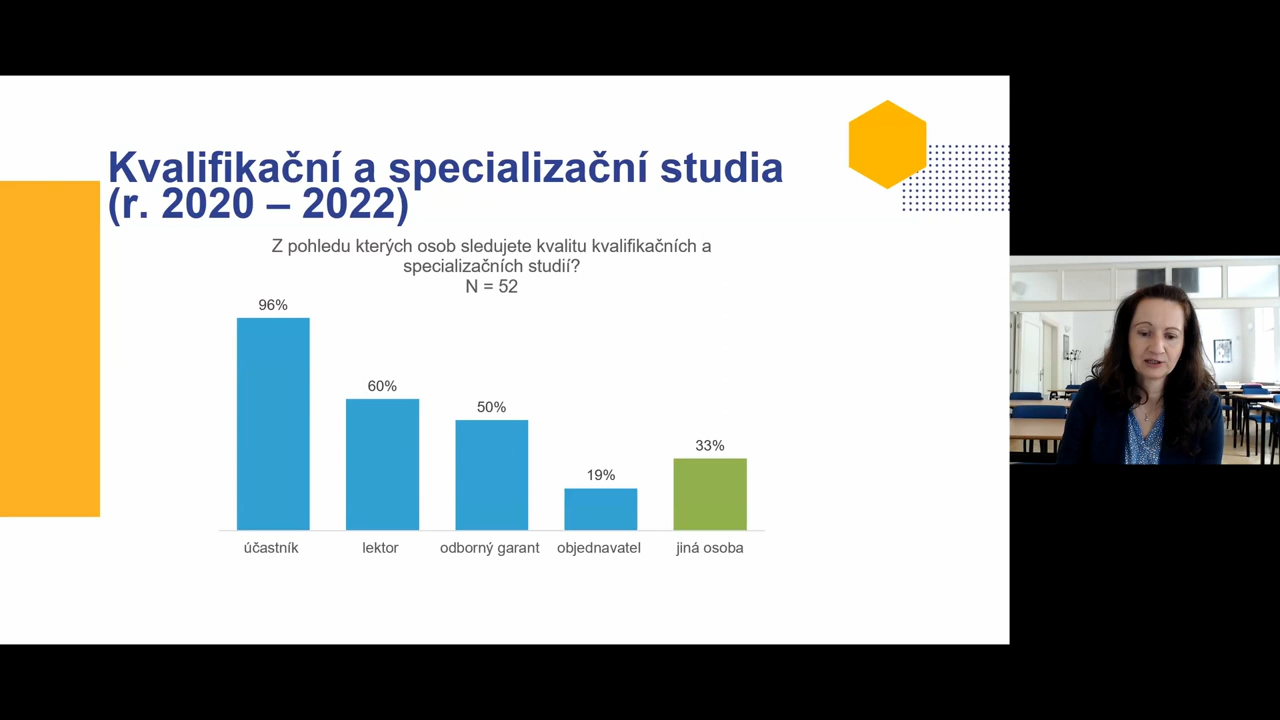 Kvalifikační a specializační studia
(r. 2020 – 2022)
Z pohledu kterých osob sledujete kvalitu kvalifikačních a
specializačních studií?
N = 52
96%
60%
50%
19%
33%
účastník
lektor
odborný garant
objednavatel
jiná osoba